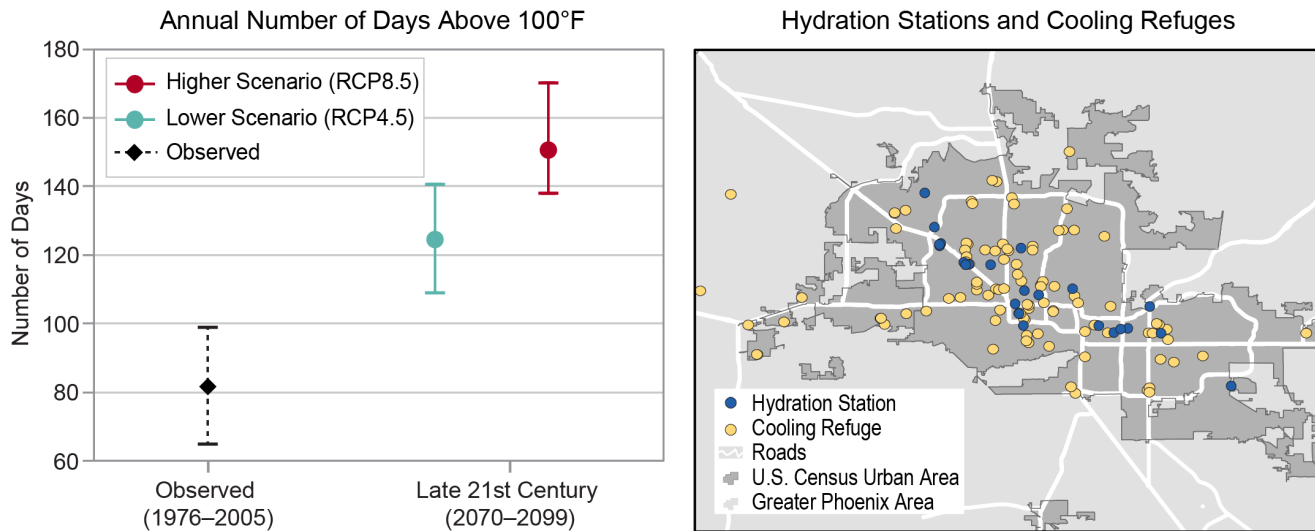 Annual Number of Days Above 100°F
180
160
140
120
100
80
60
Number of Days
Higher Scenario (RCP8.5)
Lower Scenario (RCP4.5)
Observed
Observed
(1976–2005)
Late 21st Century
(2070–2099)
Hydration Stations and Cooling Refuges
Hydration Station
Cooling Refuge
Roads
U.S. Census Urban Area
Greater Phoenix Area